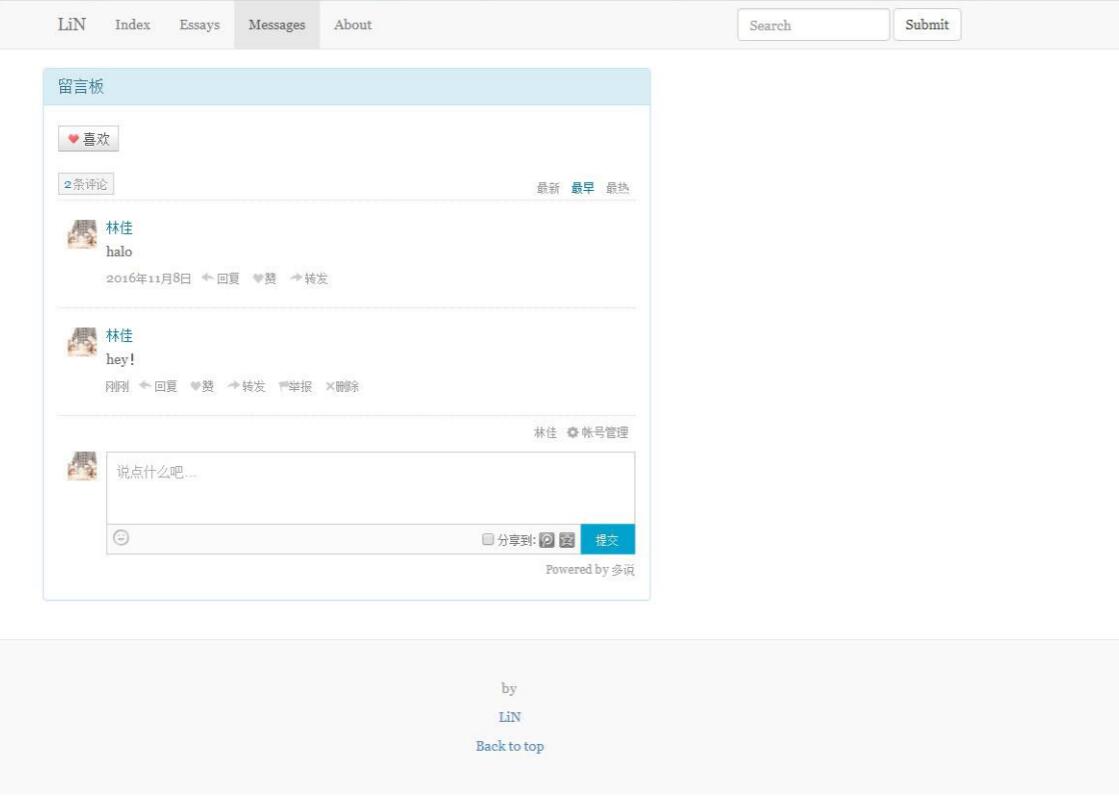 LiN Index Essays Messages About Search Submit
留言板
喜欢
2条评论 最新 最早 最热
林佳
halo
2016年11月8日 回复 赞 转发
林佳
hey!
刚刚 回复 赞 转发 举报 删除
林佳 帐号管理
说点什么吧...
分享到: 提交
Powered by 多说
by
LiN
Back to top